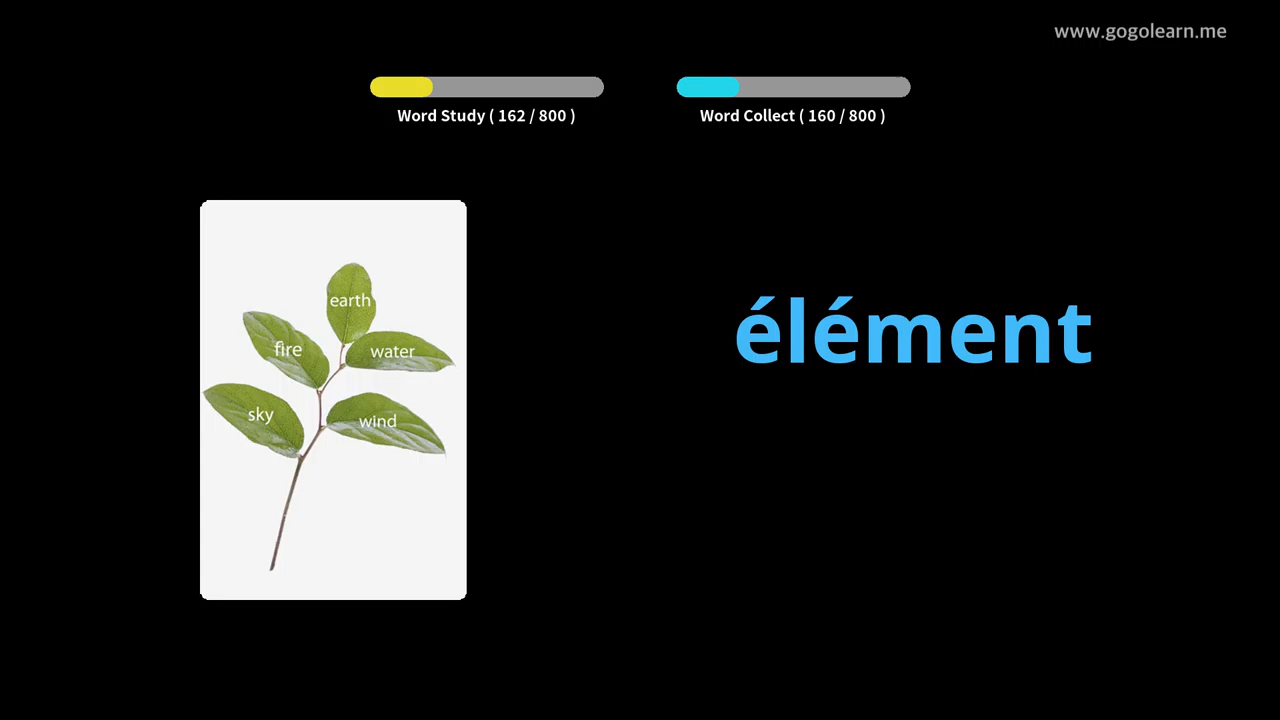 www.gogolearn.me
Word Study ( 162 / 800 )
Word Collect ( 160 / 800 )
earth
fire
water
sky
wind
élément